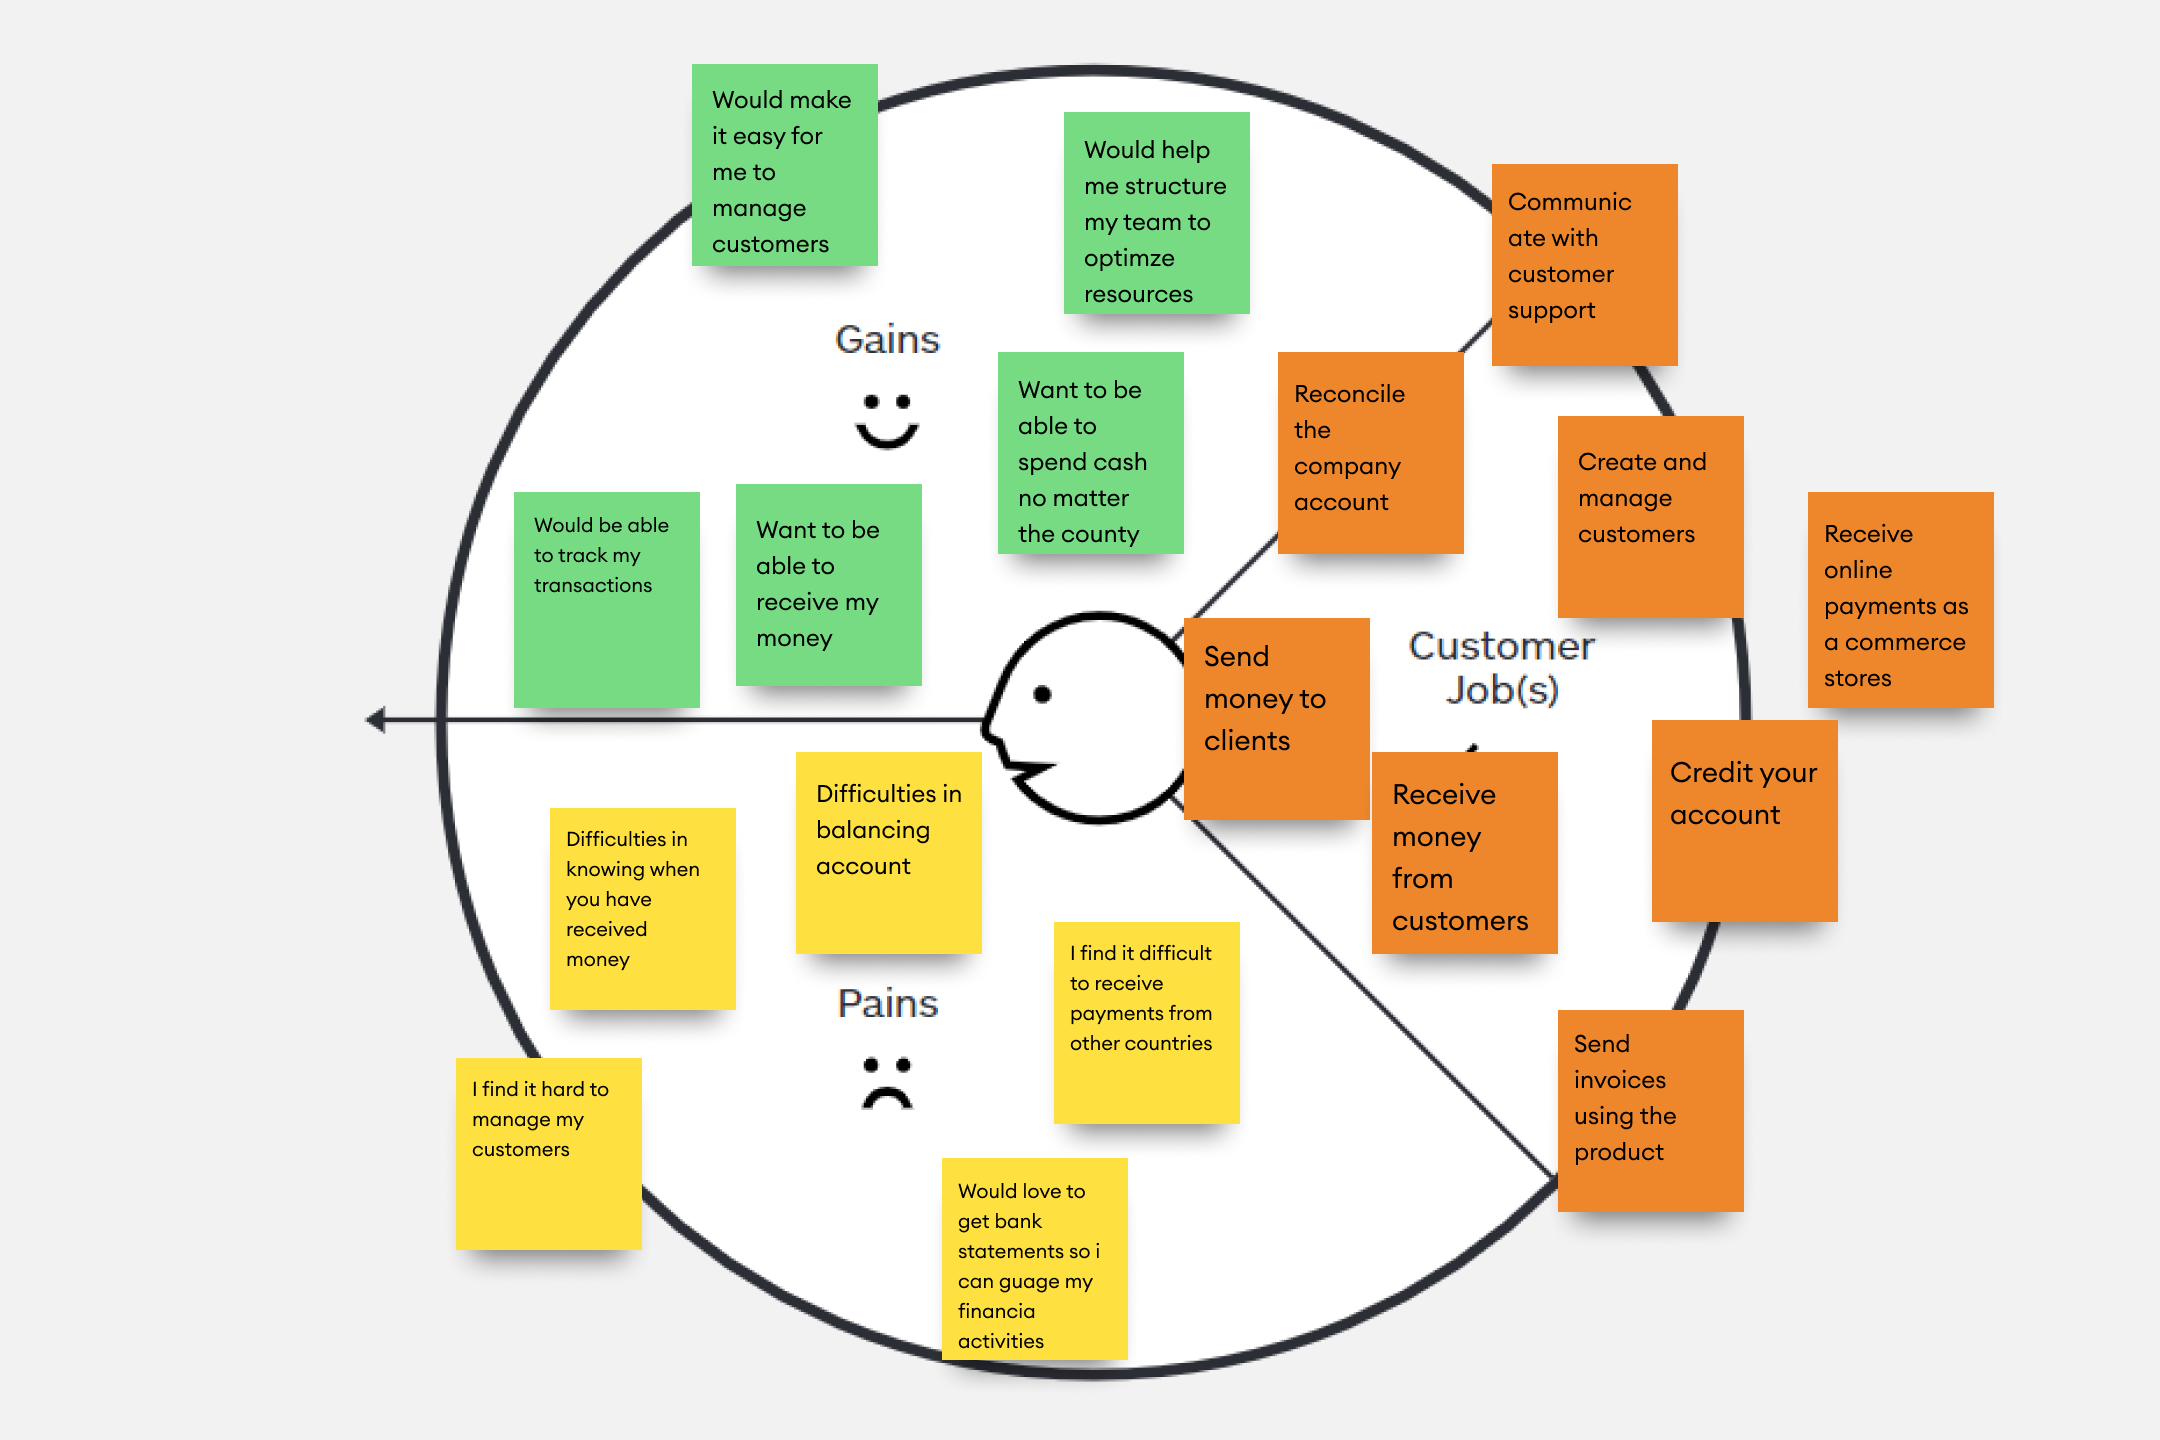 Would make
it easy for
me to
manage
customers
Would help
me structure
my team to
optimze
resources
Communic
ate with
customer
support
Gains
Want to be
able to
spend cash
no matter
the county
Reconcile
the
company
account
Create and
manage
customers
Would be able
to track my
transactions
Want to be
able to
receive my
money
Receive
online
payments as
a commerce
stores
Send
money to
clients
Customer
Job(s)
Credit your
account
Receive
money
from
customers
Difficulties in
balancing
account
Difficulties in
knowing when
you have
received
money
I find it difficult
to receive
payments from
other countries
Pains
I find it hard to
manage my
customers
Send
invoices
using the
product
Would love to
get bank
statements so i
can guage my
financia
activities